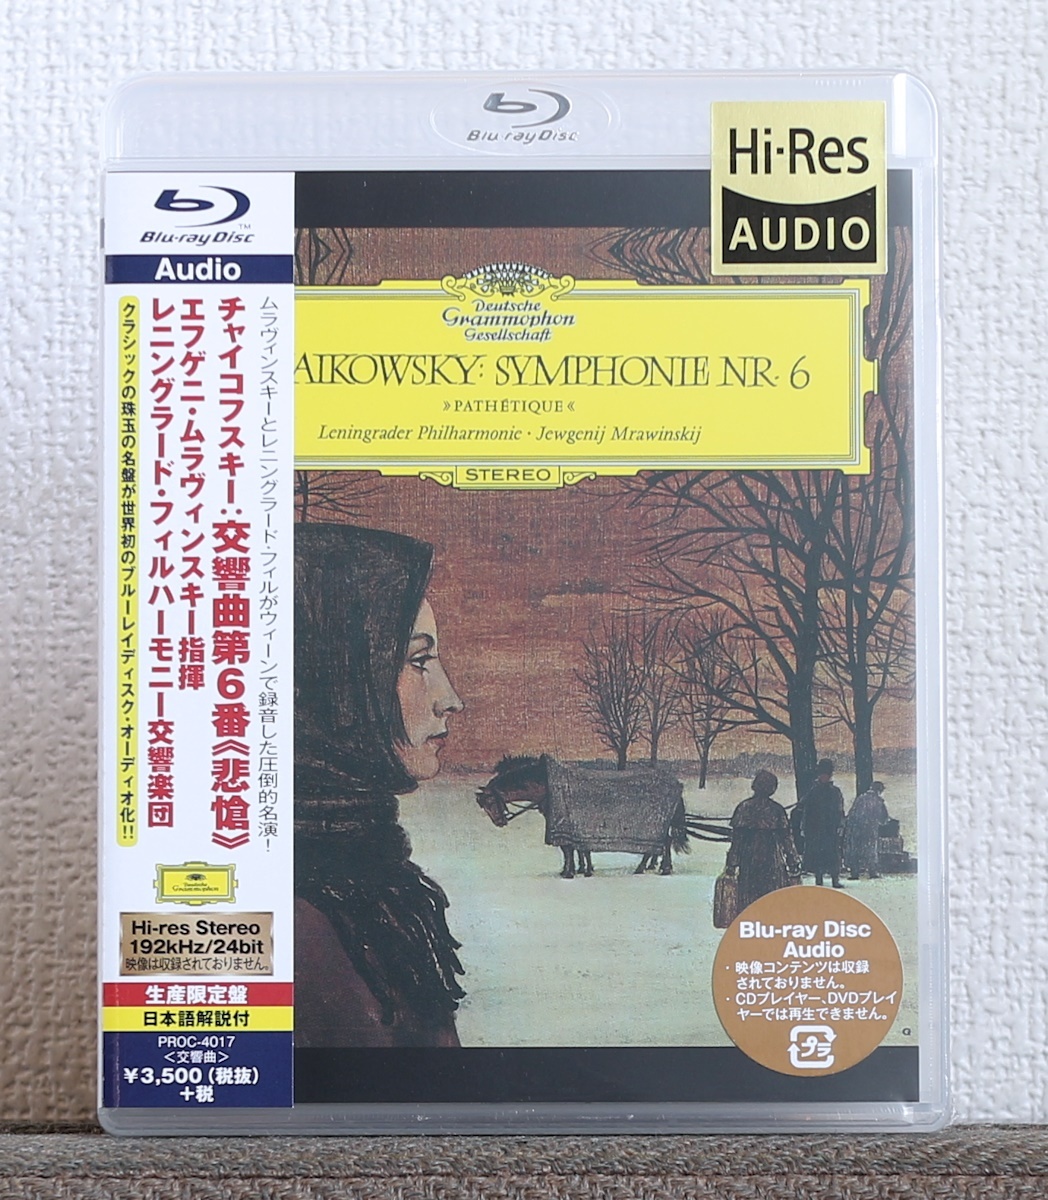 Blu-ray Disc
Hi-Res
AUDIO
Blu-ray Disc
TM
Audio
ムラヴィンスキーとレニングラード・フィルがウィーンで録音した圧倒的名演!
チャイコフスキー:交響曲第6番《悲愴》
エフゲニ・ムラヴィンスキー指揮
レニングラード・フィルハーモニー交響楽団
クラシックの珠玉の名盤が世界初のブルーレイディスク・オーディオ化!!
Deutsche
Grammophon
Hi-res Stereo
192kHz/24bit
映像は収録されておりません。
生産限定盤
日本語解説付
PROC-4017
<交響曲>
¥3,500(税抜)
+税
Deutsche
Grammophon
Gesellschaft
AIKOWSKY: SYMPHONIE NR. 6
»PATHÉTIQUE«
Leningrader Philharmonie · Jewgenij Mrawinskij
STEREO
Blu-ray Disc
Audio
・映像コンテンツは収録
されておりません。
・CDプレイヤー、DVDプレイ
ヤーでは再生できません。
プラ